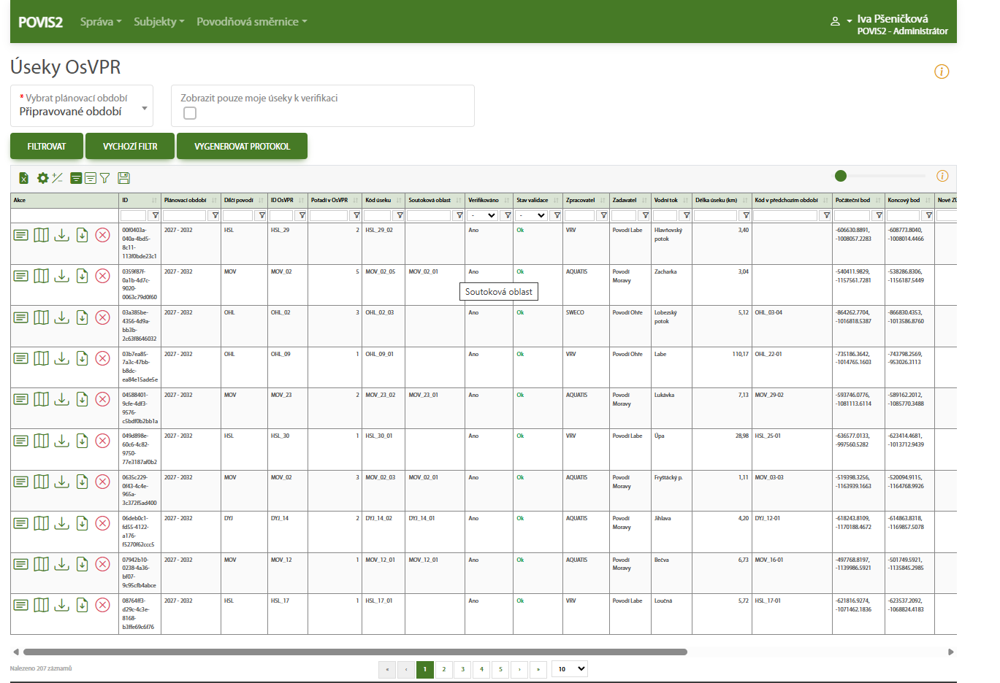 POVIS2 Správa Subjekty Povodňová směrnice
Iva Pšeničková
POVIS2 - Administrátor
Úseky OsVPR
* Vybrat plánovací období
Připravované období
Zobrazit pouze moje úseky k verifikaci
FILTROVAT VYCHOZÍ FILTR VYGENEROVAT PROTOKOL
Akce ID Plánovací období Dílčí povodí ID OsVPR Pořadí v OsVPR Kód úseku Soutoková oblast Verifikováno Stav validace Zpracovatel Zadavatel Vodní tok Délka úseku (km) Kód v předchozím období Počáteční bod Koncový bod Nové ZÚ
- -
00f0403a- 2027 - 2032 HSL HSL_29 2 HSL_29_02 Ano Ok VRV Povodí Labe Hlavňovský 3,40 -606630.8891, -608773.8040,
040a-4bd5- potok -1008057.2283 -1008014.4466
8c11-
113f0bde23c1
0359f87f- 2027 - 2032 MOV MOV_02 5 MOV_02_05 MOV_02_01 Ano Ok AQUATIS Povodí Zacharka 3,04 -540411.9829, -538286.8306,
0a1b-4d7c- Moravy -1157561.7281 -1156187.5449
9020-
0063c79d0f60
Soutoková oblast
03a385be- 2027 - 2032 OHL OHL_02 3 OHL_02_03 Ano Ok SWECO Povodí Ohře Lobezský 5,12 OHL_03-04 -864262.7704, -866830.4353,
4356-4d9a- potok -1016818.5387 -1013586.8760
bb3b-
2c63f8646032
03b7ea85- 2027 - 2032 OHL OHL_09 1 OHL_09_01 Ano Ok VRV Povodí Ohře Labe 110,17 OHL_22-01 -735186.3642, -743798.2569,
7a3c-47bb- -1014765.1603 -953026.3113
b8dc-
ea84e15ade5e
04588401- 2027 - 2032 MOV MOV_23 2 MOV_23_02 MOV_23_01 Ano Ok AQUATIS Povodí Lukávka 7,13 MOV_29-02 -593746.0776, -589162.2012,
9cfe-4df3- Moravy -1081113.6114 -1085770.3488
9576-
c5bdf0b2bb1a
049d898e- 2027 - 2032 HSL HSL_30 1 HSL_30_01 Ano Ok VRV Povodí Labe Úpa 28,98 HSL_25-01 -636577.0133, -623414.4681,
60c6-4c82- -997560.5282 -1013712.9439
9750-
77e3187af0b2
0635c229- 2027 - 2032 MOV MOV_02 3 MOV_02_03 MOV_02_01 Ano Ok AQUATIS Povodí Fryštácký p. 1,11 MOV_03-03 -519398.3256, -520094.9115,
0f43-4c4e- Moravy -1163939.1663 -1164768.9926
965a-
3c372f5ad400
06deb0c1- 2027 - 2032 DYJ DYJ_14 2 DYJ_14_02 DYJ_14_01 Ano Ok AQUATIS Povodí Jihlava 4,20 DYJ_12-01 -618243.8109, -614863.8318,
fd55-4122- Moravy -1170188.4672 -1169857.5078
a176-
f5270f62ccc5
07942b10- 2027 - 2032 MOV MOV_12 1 MOV_12_01 MOV_12_01 Ano Ok AQUATIS Povodí Bečva 6,73 MOV_16-01 -497768.8197, -501749.5921,
0238-4a36- Moravy -1139986.5921 -1135845.2985
bf07-
9c95cfb4abce
08764ff3- 2027 - 2032 HSL HSL_17 1 HSL_17_01 Ano Ok VRV Povodí Labe Loučná 5,72 HSL_17-01 -621816.9274, -623537.2092,
d29c-4c3e- -1071462.1836 -1068824.4183
8168-
b3ffe69c6f76
Nalezeno 207 záznamů
« ‹ 1 2 3 4 5 › » 10